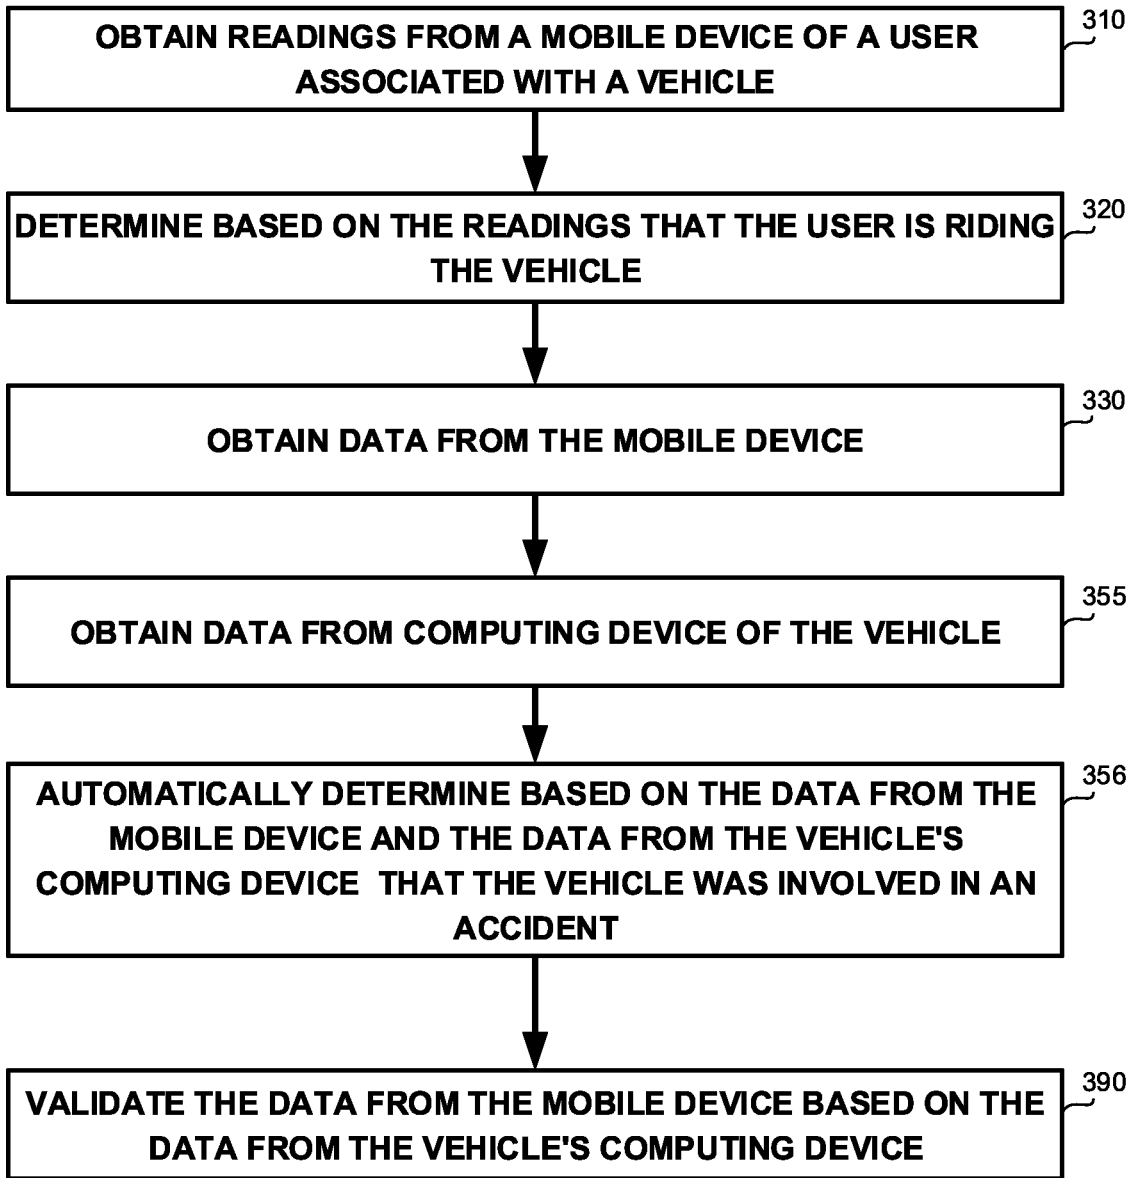 OBTAIN READINGS FROM A MOBILE DEVICE OF A USER
ASSOCIATED WITH A VEHICLE
310
DETERMINE BASED ON THE READINGS THAT THE USER IS RIDING
THE VEHICLE
320
OBTAIN DATA FROM THE MOBILE DEVICE
330
OBTAIN DATA FROM COMPUTING DEVICE OF THE VEHICLE
355
AUTOMATICALLY DETERMINE BASED ON THE DATA FROM THE
MOBILE DEVICE AND THE DATA FROM THE VEHICLE'S
COMPUTING DEVICE  THAT THE VEHICLE WAS INVOLVED IN AN
ACCIDENT
356
VALIDATE THE DATA FROM THE MOBILE DEVICE BASED ON THE
DATA FROM THE VEHICLE'S COMPUTING DEVICE
390